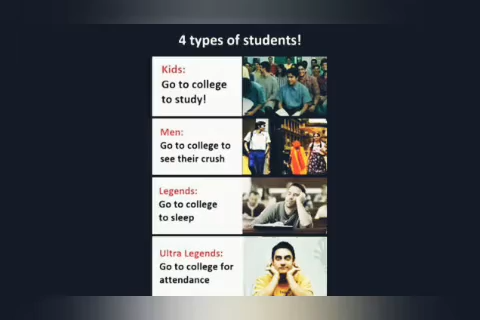 4 types of students!
Kids:
Go to college
to study!
Men:
Go to college to
see their crush
Legends:
Go to college
to sleep
Ultra Legends:
Go to college for
attendance